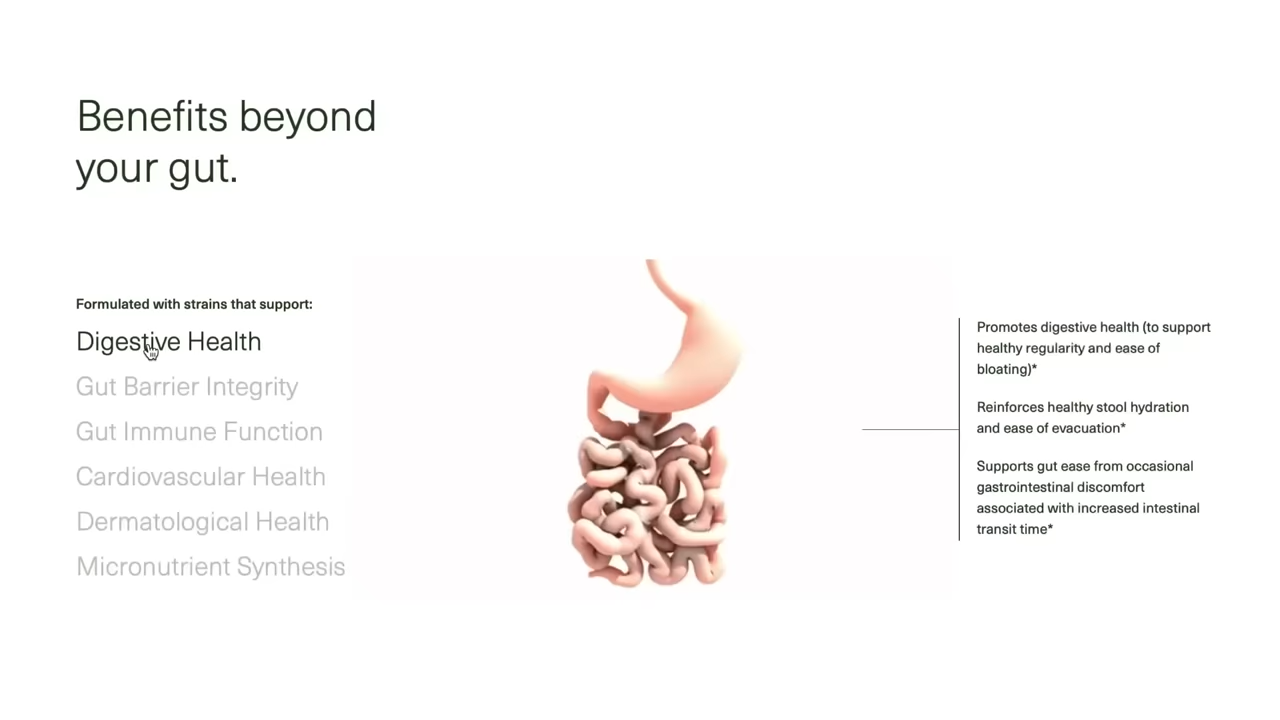 Benefits beyond
your gut.
Formulated with strains that support:
Digestive Health
Gut Barrier Integrity
Gut Immune Function
Cardiovascular Health
Dermatological Health
Micronutrient Synthesis
Promotes digestive health (to support
healthy regularity and ease of
bloating)*
Reinforces healthy stool hydration
and ease of evacuation*
Supports gut ease from occasional
gastrointestinal discomfort
associated with increased intestinal
transit time*